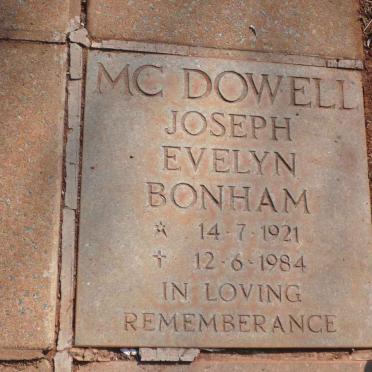 MC DOWELL
JOSEPH
EVELYN
BONHAM
☆ 14·7·1921
✝ 12·6·1984
IN LOVING
REMEMBERANCE